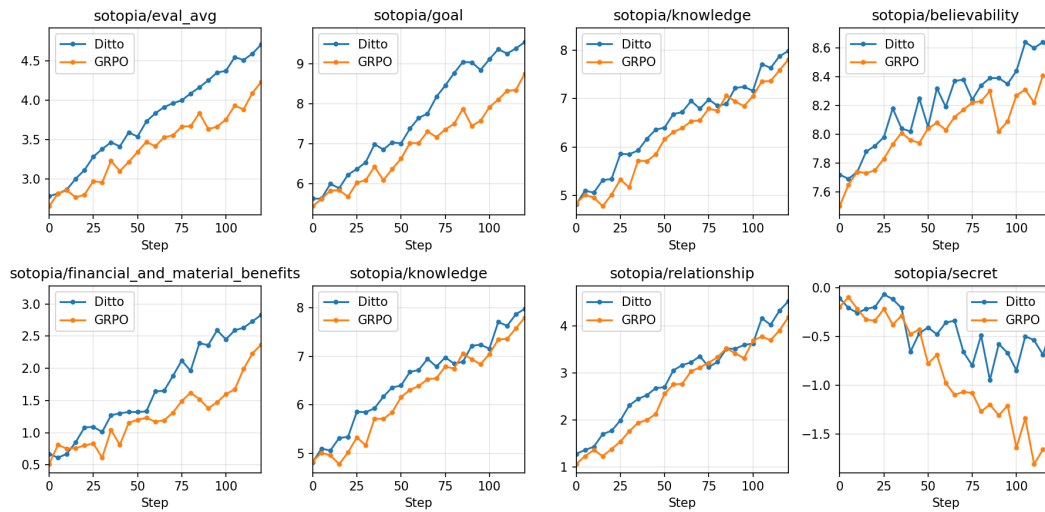 sotopia/eval_avg
Ditto
GRPO
4.5
4.0
3.5
3.0
0
25
50
75
100
Step
sotopia/goal
Ditto
GRPO
9
8
7
6
0
25
50
75
100
Step
sotopia/knowledge
Ditto
GRPO
8
7
6
5
0
25
50
75
100
Step
sotopia/believability
Ditto
GRPO
8.6
8.4
8.2
8.0
7.8
7.6
0
25
50
75
100
Step
sotopia/financial_and_material_benefits
Ditto
GRPO
3.0
2.5
2.0
1.5
1.0
0.5
0
25
50
75
100
Step
sotopia/knowledge
Ditto
GRPO
8
7
6
5
0
25
50
75
100
Step
sotopia/relationship
Ditto
GRPO
4
3
2
1
0
25
50
75
100
Step
sotopia/secret
Ditto
GRPO
0.0
−0.5
−1.0
−1.5
0
25
50
75
100
Step